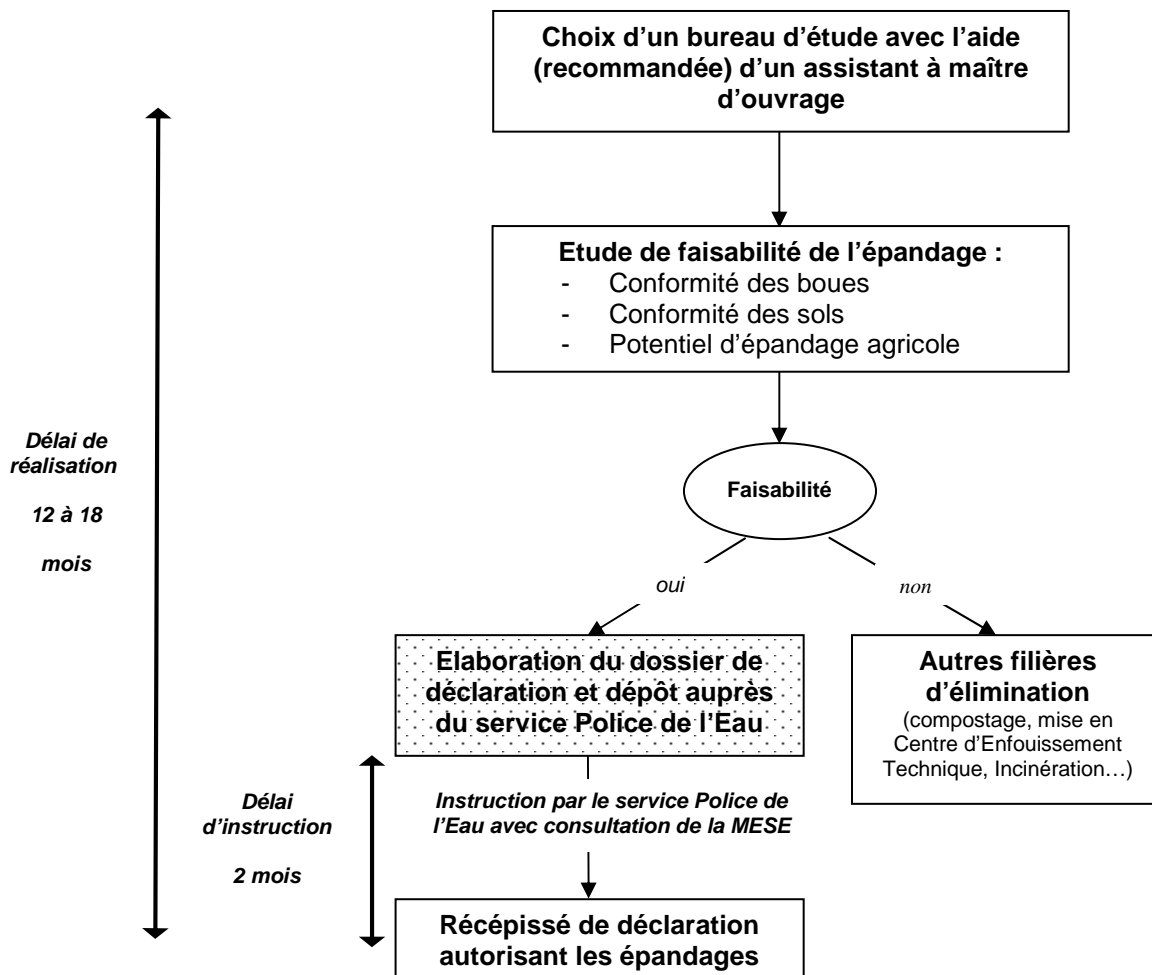 Choix d'un bureau d'étude avec l'aide
(recommandée) d'un assistant à maître
d'ouvrage
Etude de faisabilité de l'épandage :
- Conformité des boues
- Conformité des sols
- Potentiel d'épandage agricole
Délai de
réalisation
12 à 18
mois
Faisabilité
oui
non
Elaboration du dossier de
déclaration et dépôt auprès
du service Police de l'Eau
Autres filières
d'élimination
(compostage, mise en
Centre d'Enfouissement
Technique, Incinération…)
Délai
d'instruction
2 mois
Instruction par le service Police de
l'Eau avec consultation de la MESE
Récépissé de déclaration
autorisant les épandages